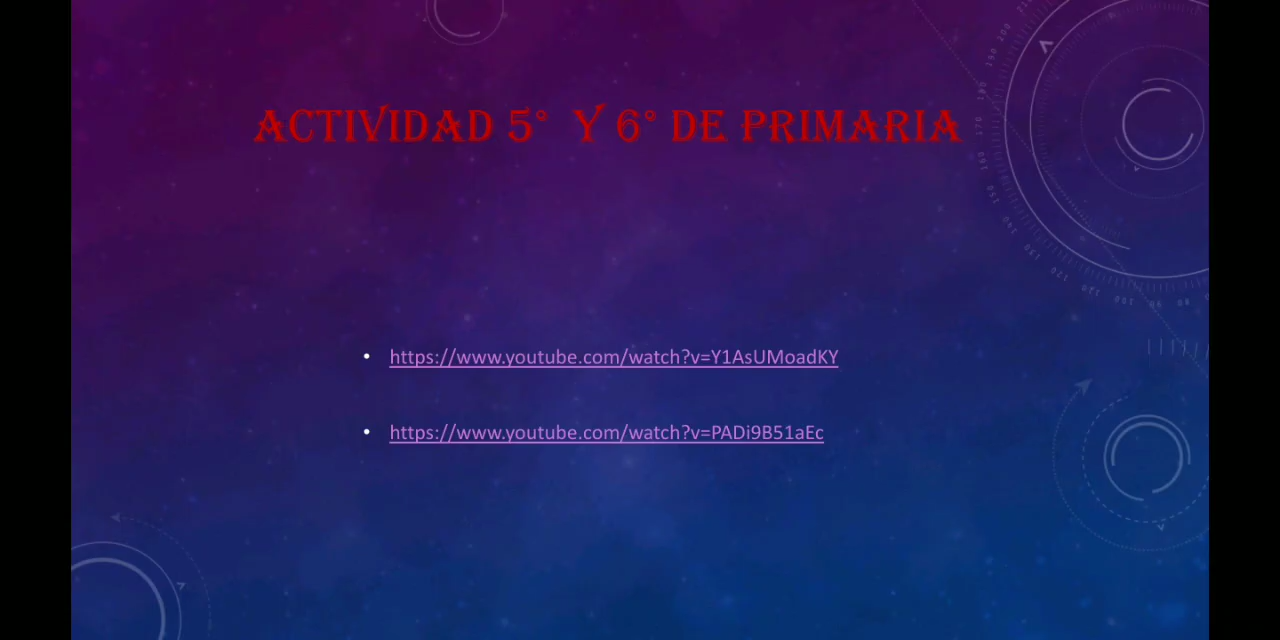 ACTIVIDAD 5° Y 6° DE PRIMARIA
• https://www.youtube.com/watch?v=Y1AsUMoadKY
• https://www.youtube.com/watch?v=PADi9B51aEc